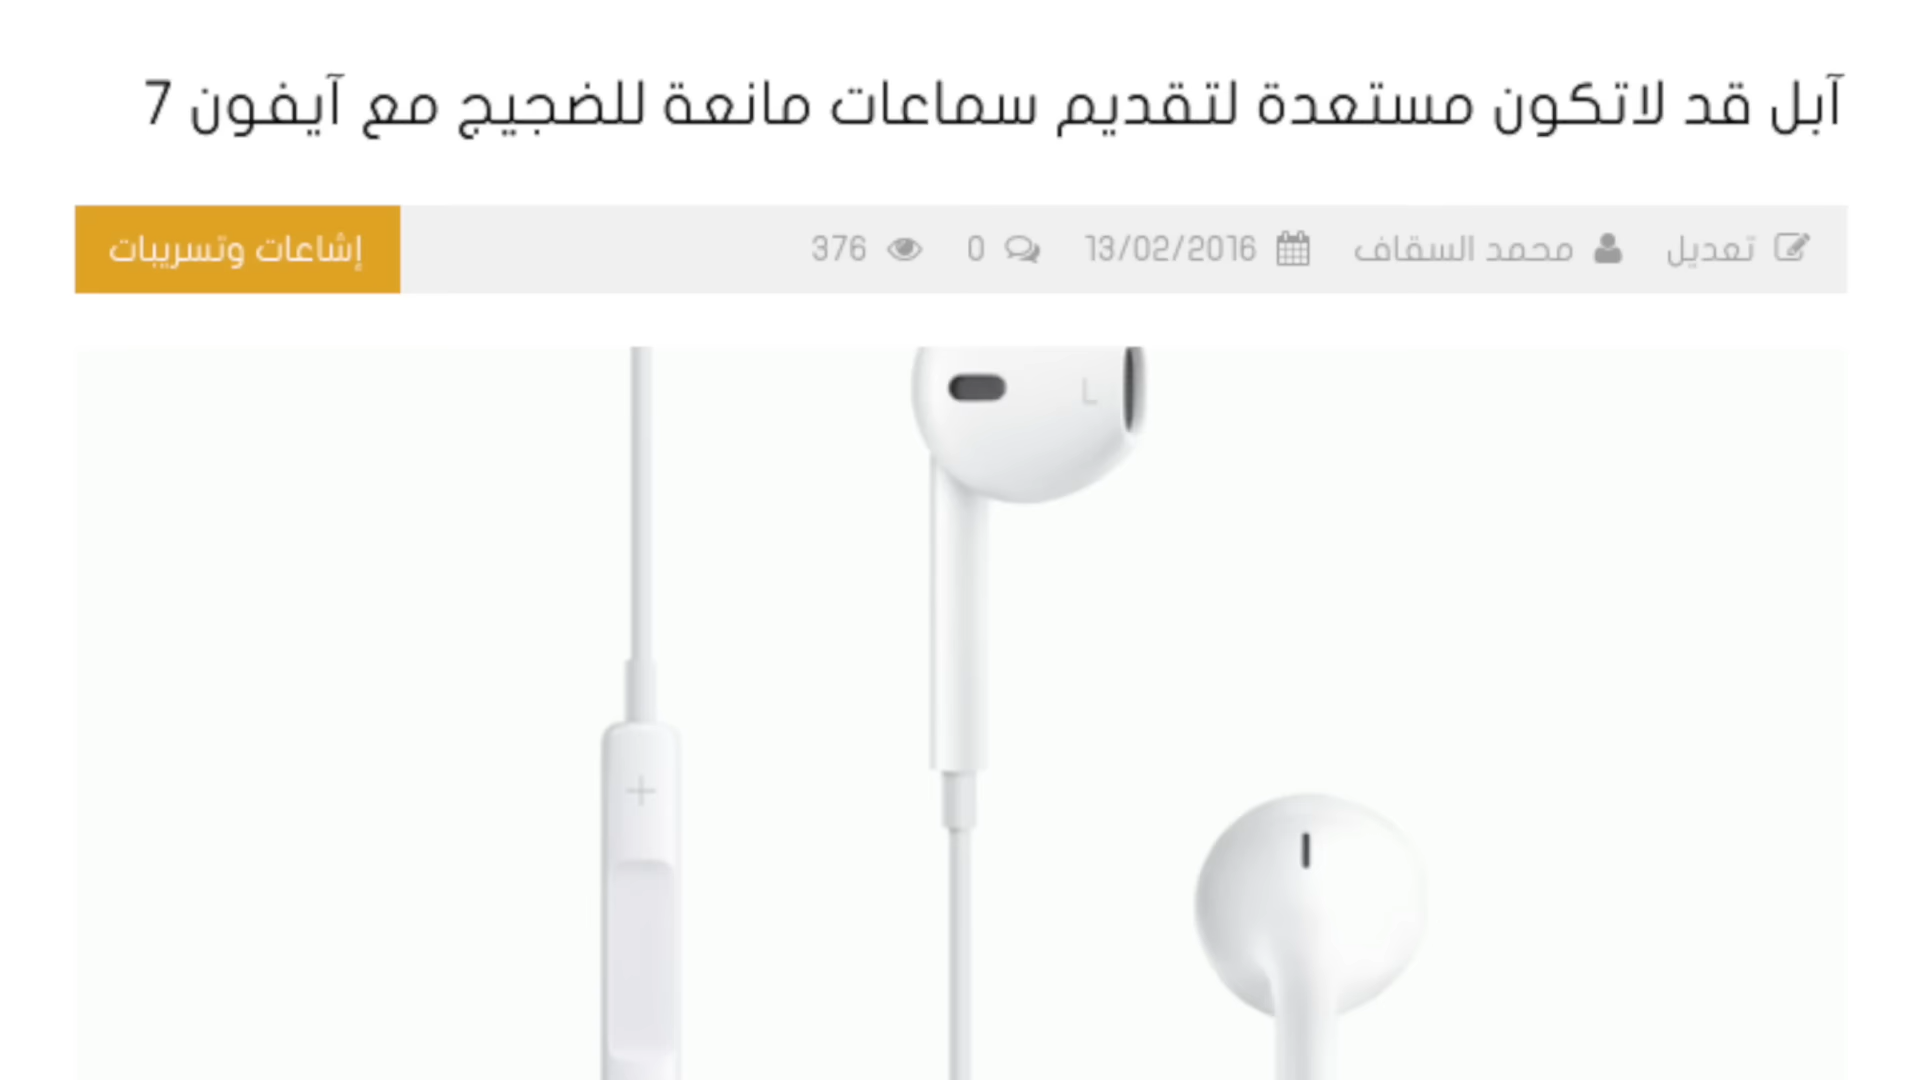 آبل قد لاتكون مستعدة لتقديم سماعات مانعة للضجيج مع آيفون 7
تعديل محمد السقاف 13/02/2016 0 376 إشاعات وتسريبات
L
+